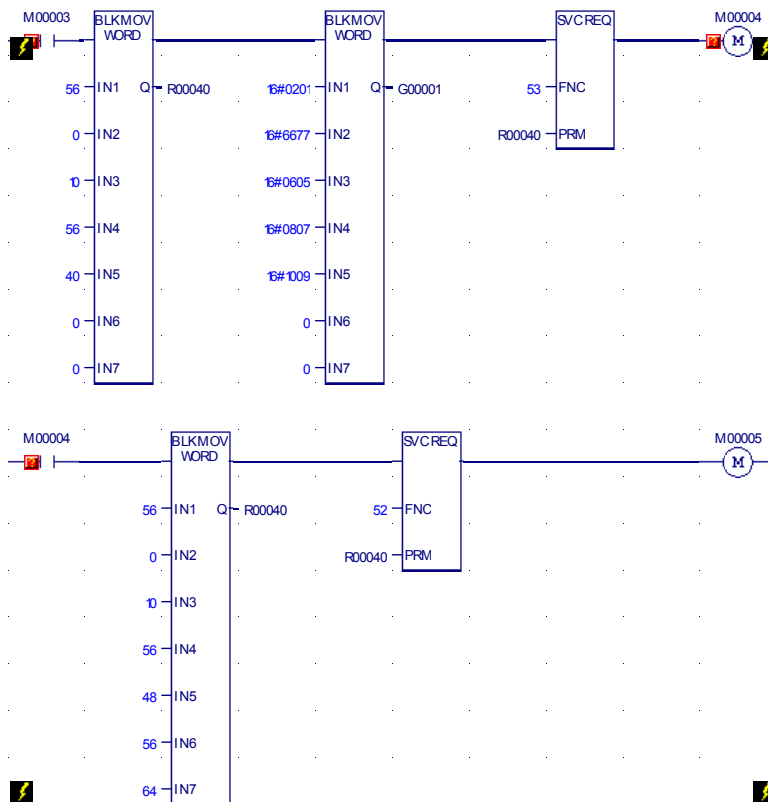 M00003
BLKMOV
WORD
BLKMOV
WORD
SVCREQ
M00004
M
56 IN1 Q R00040
16#0201 IN1 Q G00001
53 FNC
0 IN2
16#6677 IN2
R00040 PRM
10 IN3
16#0605 IN3
56 IN4
16#0807 IN4
40 IN5
16#1009 IN5
0 IN6
0 IN6
0 IN7
0 IN7
M00004
BLKMOV
WORD
SVCREQ
M00005
M
56 IN1 Q R00040
52 FNC
0 IN2
R00040 PRM
10 IN3
56 IN4
48 IN5
56 IN6
64 IN7